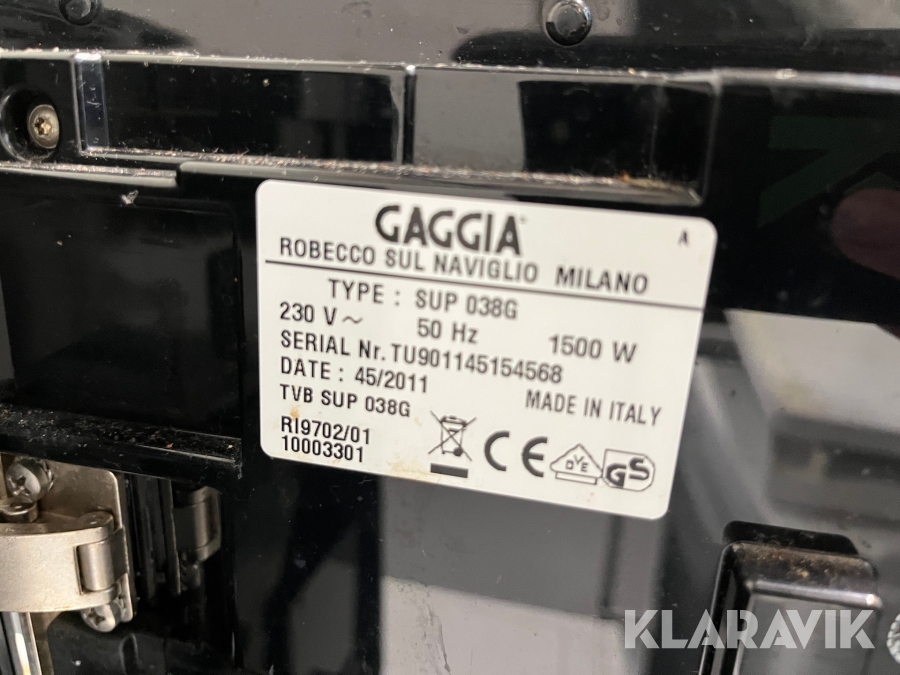 GAGGIA
A
ROBECCO SUL NAVIGLIO MILANO
TYPE : SUP 038G
230 V ~ 50 Hz 1500 W
SERIAL Nr. TU901145154568
DATE : 45/2011
MADE IN ITALY
TVB SUP 038G
RI9702/01
10003301
CE
DVE
GS
KLARAVIK